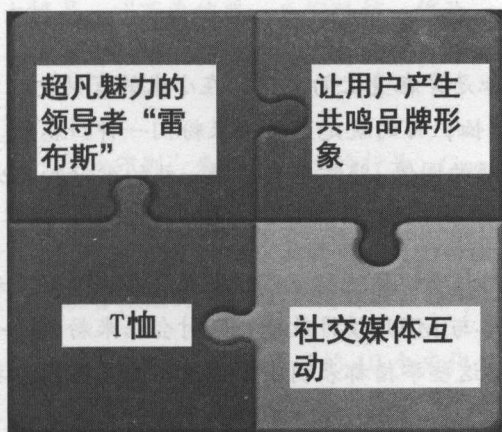 超凡魅力的
领导者“雷
布斯”
让用户产生
共鸣品牌形
象
T恤
社交媒体互
动